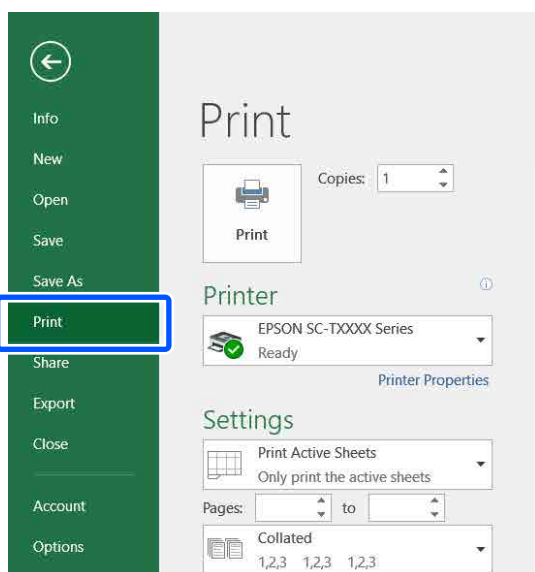 Info
New
Open
Save
Save As
Print
Share
Export
Close
Account
Options
Print
Copies: 1
Print
Printer
EPSON SC-TXXXX Series
Ready
Printer Properties
Settings
Print Active Sheets
Only print the active sheets
Pages: to
Collated
1,2,3 1,2,3 1,2,3